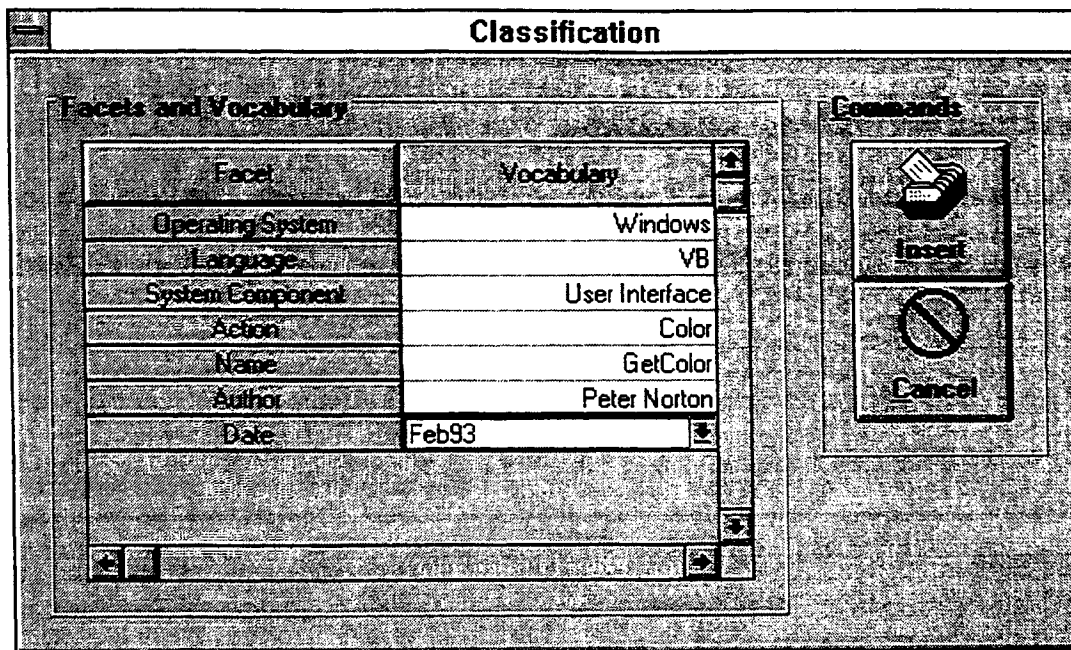 Classification
Facets and Vocabulary
Facet Vocabulary
Operating System Windows
Language VB
System Component User Interface
Action Color
Name GetColor
Author Peter Norton
Date Feb93
Commands
Insert
Cancel